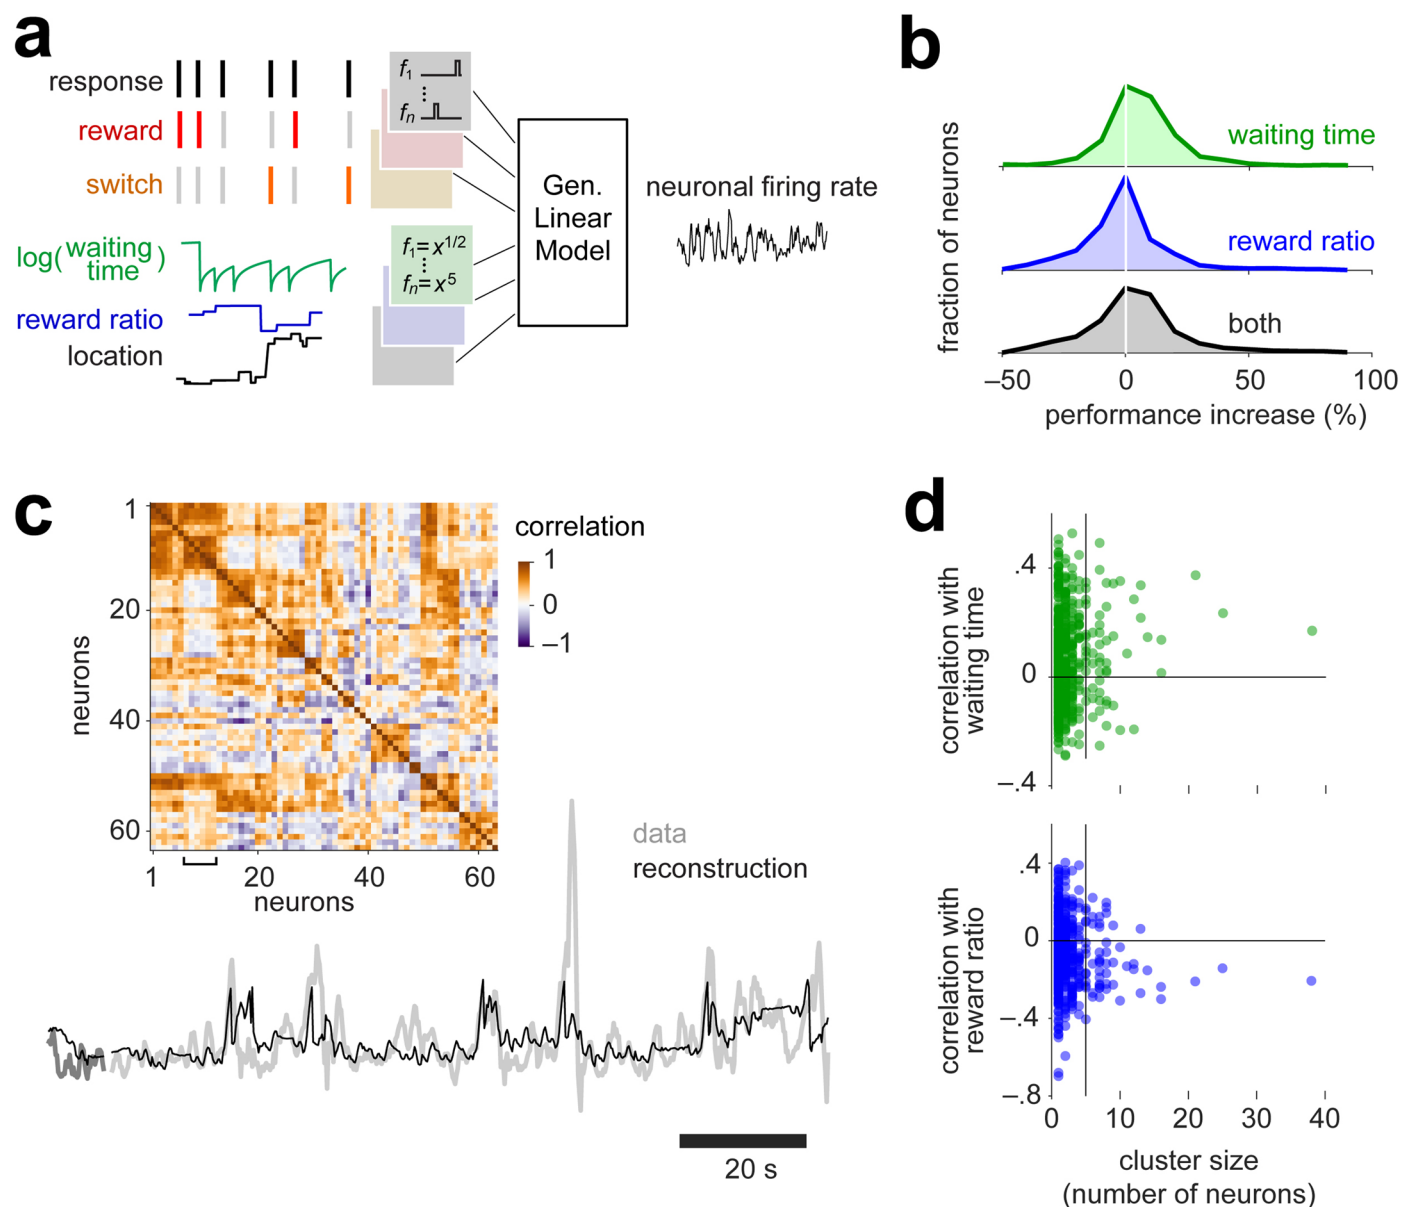 a
response
reward
switch
log(waiting time)
reward ratio
location
f1
⋮
fn
f1=x^1/2
⋮
fn=x^5
Gen.
Linear
Model
neuronal firing rate
b
fraction of neurons
waiting time
reward ratio
both
–50 0 50 100
performance increase (%)
c
neurons
1
20
40
60
1 20 40 60
neurons
correlation
1
0
–1
data
reconstruction
20 s
d
correlation with
waiting time
.4
0
–.4
correlation with
reward ratio
.4
0
–.4
–.8
0 10 20 30 40
cluster size
(number of neurons)